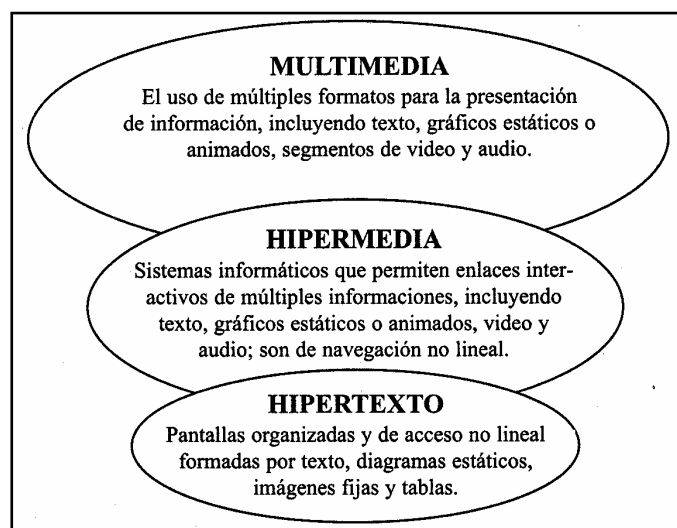 MULTIMEDIA
El uso de múltiples formatos para la presentación
de información, incluyendo texto, gráficos estáticos o
animados, segmentos de video y audio.
HIPERMEDIA
Sistemas informáticos que permiten enlaces inter-
activos de múltiples informaciones, incluyendo
texto, gráficos estáticos o animados, video y
audio; son de navegación no lineal.
HIPERTEXTO
Pantallas organizadas y de acceso no lineal
formadas por texto, diagramas estáticos,
imágenes fijas y tablas.